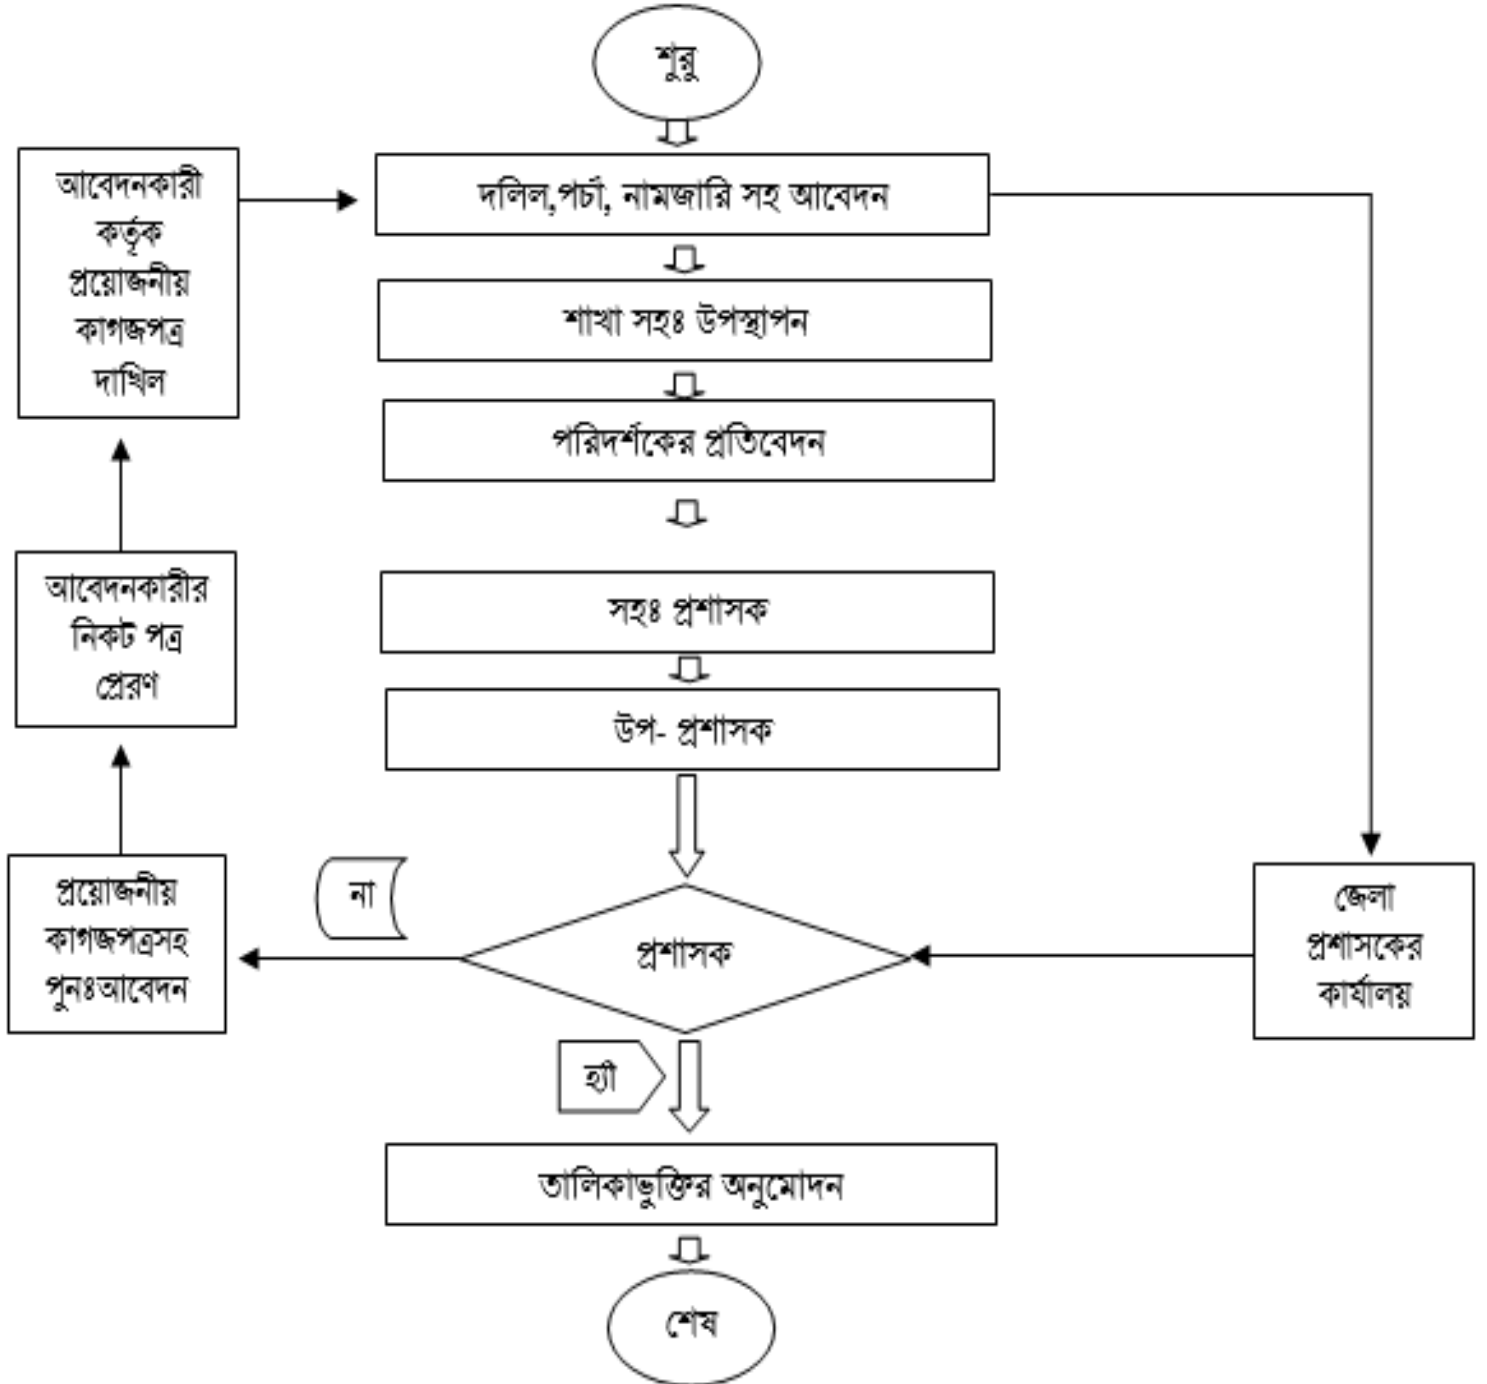 শুরু
দলিল,পর্চা, নামজারি সহ আবেদন
শাখা সহঃ উপস্থাপন
পরিদর্শকের প্রতিবেদন
সহঃ প্রশাসক
উপ- প্রশাসক
প্রশাসক
হ্যাঁ
তালিকাভুক্তির অনুমোদন
শেষ
জেলা
প্রশাসকের
কার্যালয়
না
প্রয়োজনীয়
কাগজপত্রসহ
পুনঃআবেদন
আবেদনকারীর
নিকট পত্র
প্রেরণ
আবেদনকারী
কর্তৃক
প্রয়োজনীয়
কাগজপত্র
দাখিল